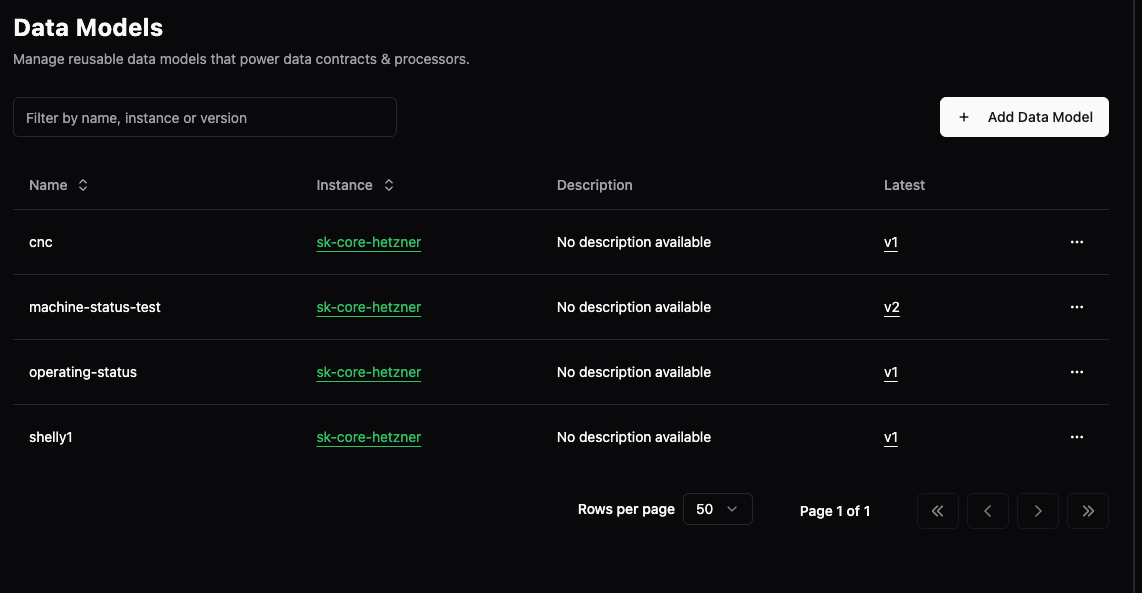 Data Models
Manage reusable data models that power data contracts & processors.
Filter by name, instance or version
+ Add Data Model
Name Instance Description Latest
cnc sk-core-hetzner No description available v1 ...
machine-status-test sk-core-hetzner No description available v2 ...
operating-status sk-core-hetzner No description available v1 ...
shelly1 sk-core-hetzner No description available v1 ...
Rows per page 50 Page 1 of 1